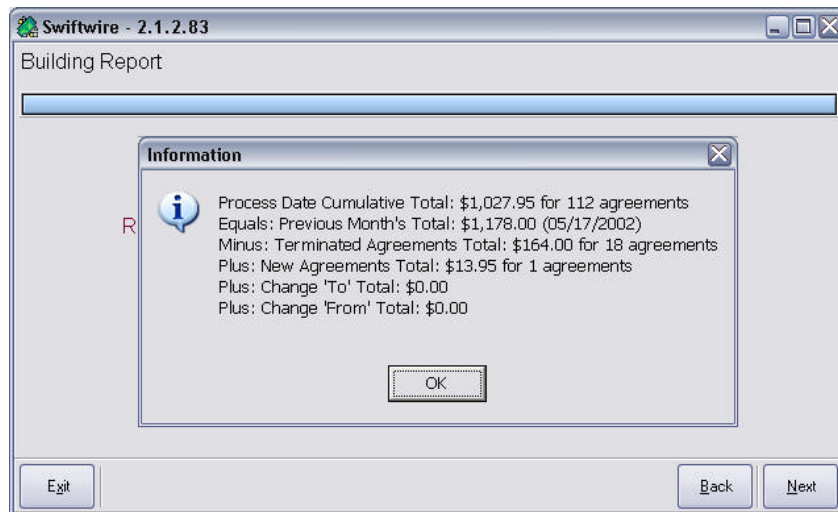 Swiftwire - 2.1.2.83
Building Report
Information
R
Process Date Cumulative Total: $1,027.95 for 112 agreements
Equals: Previous Month's Total: $1,178.00 (05/17/2002)
Minus: Terminated Agreements Total: $164.00 for 18 agreements
Plus: New Agreements Total: $13.95 for 1 agreements
Plus: Change 'To' Total: $0.00
Plus: Change 'From' Total: $0.00
OK
Exit
Back
Next